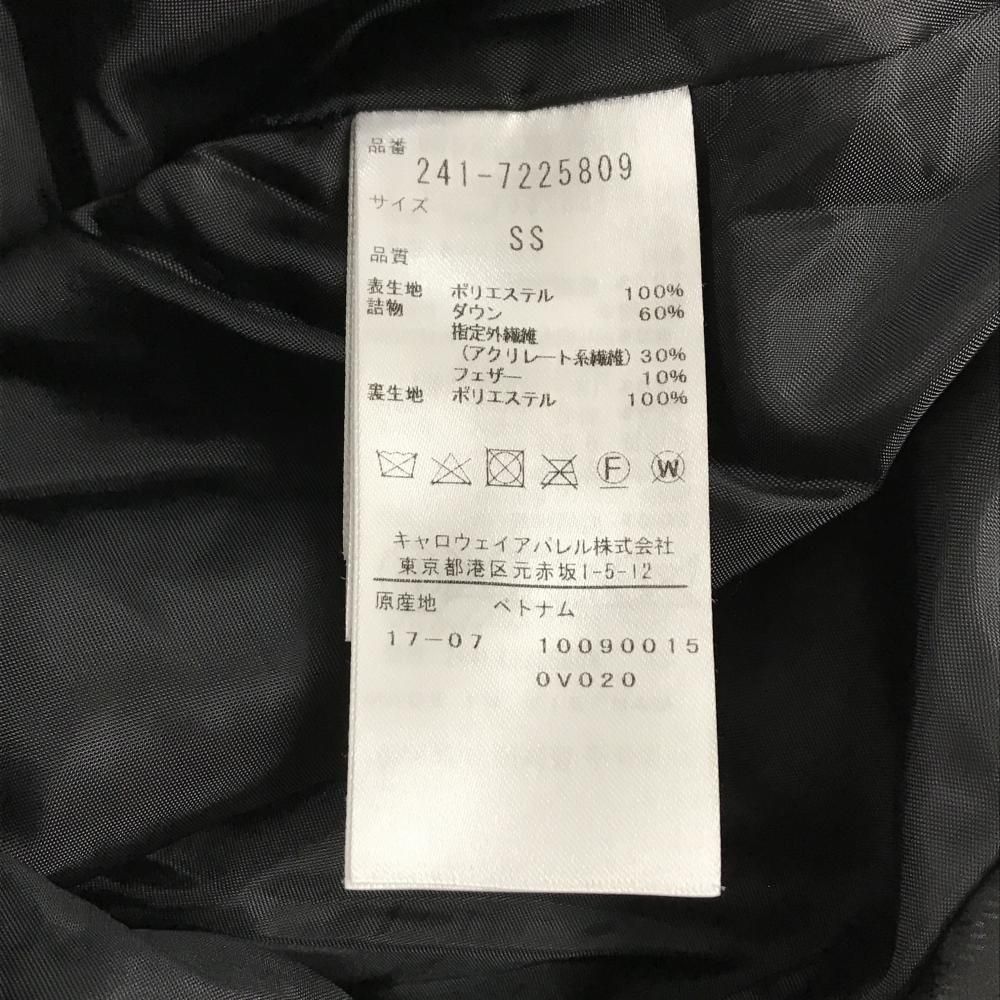 品番
241-7225809
サイズ
SS
品質
表生地 ポリエステル 100%
詰物 ダウン 60%
指定外繊維
（アクリレート系繊維）30%
フェザー 10%
裏生地 ポリエステル 100%
F W
キャロウェイアパレル株式会社
東京都港区元赤坂1-5-12
原産地 ベトナム
17-07 10090015
0V020